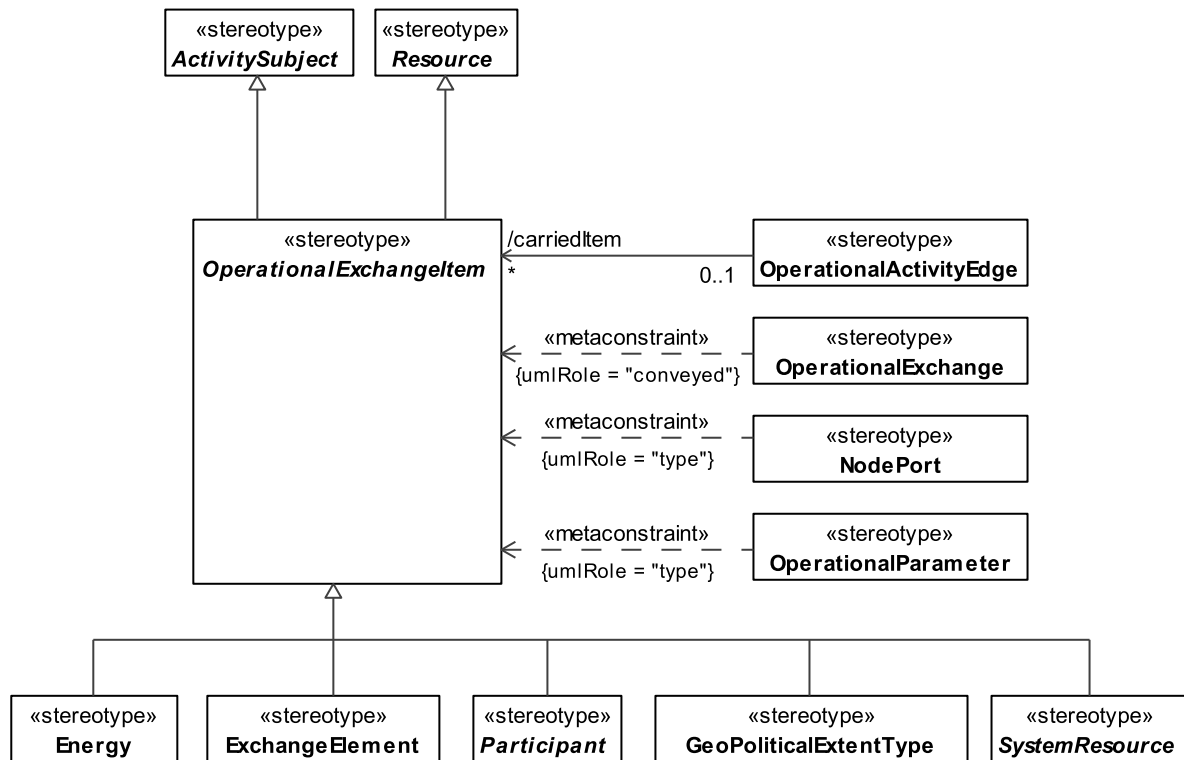 «stereotype»
ActivitySubject
«stereotype»
Resource
«stereotype»
OperationalExchangeItem
/carriedItem
*
0..1
«stereotype»
OperationalActivityEdge
«metaconstraint»
{umlRole = "conveyed"}
«stereotype»
OperationalExchange
«metaconstraint»
{umlRole = "type"}
«stereotype»
NodePort
«metaconstraint»
{umlRole = "type"}
«stereotype»
OperationalParameter
«stereotype»
Energy
«stereotype»
ExchangeElement
«stereotype»
Participant
«stereotype»
GeoPoliticalExtentType
«stereotype»
SystemResource